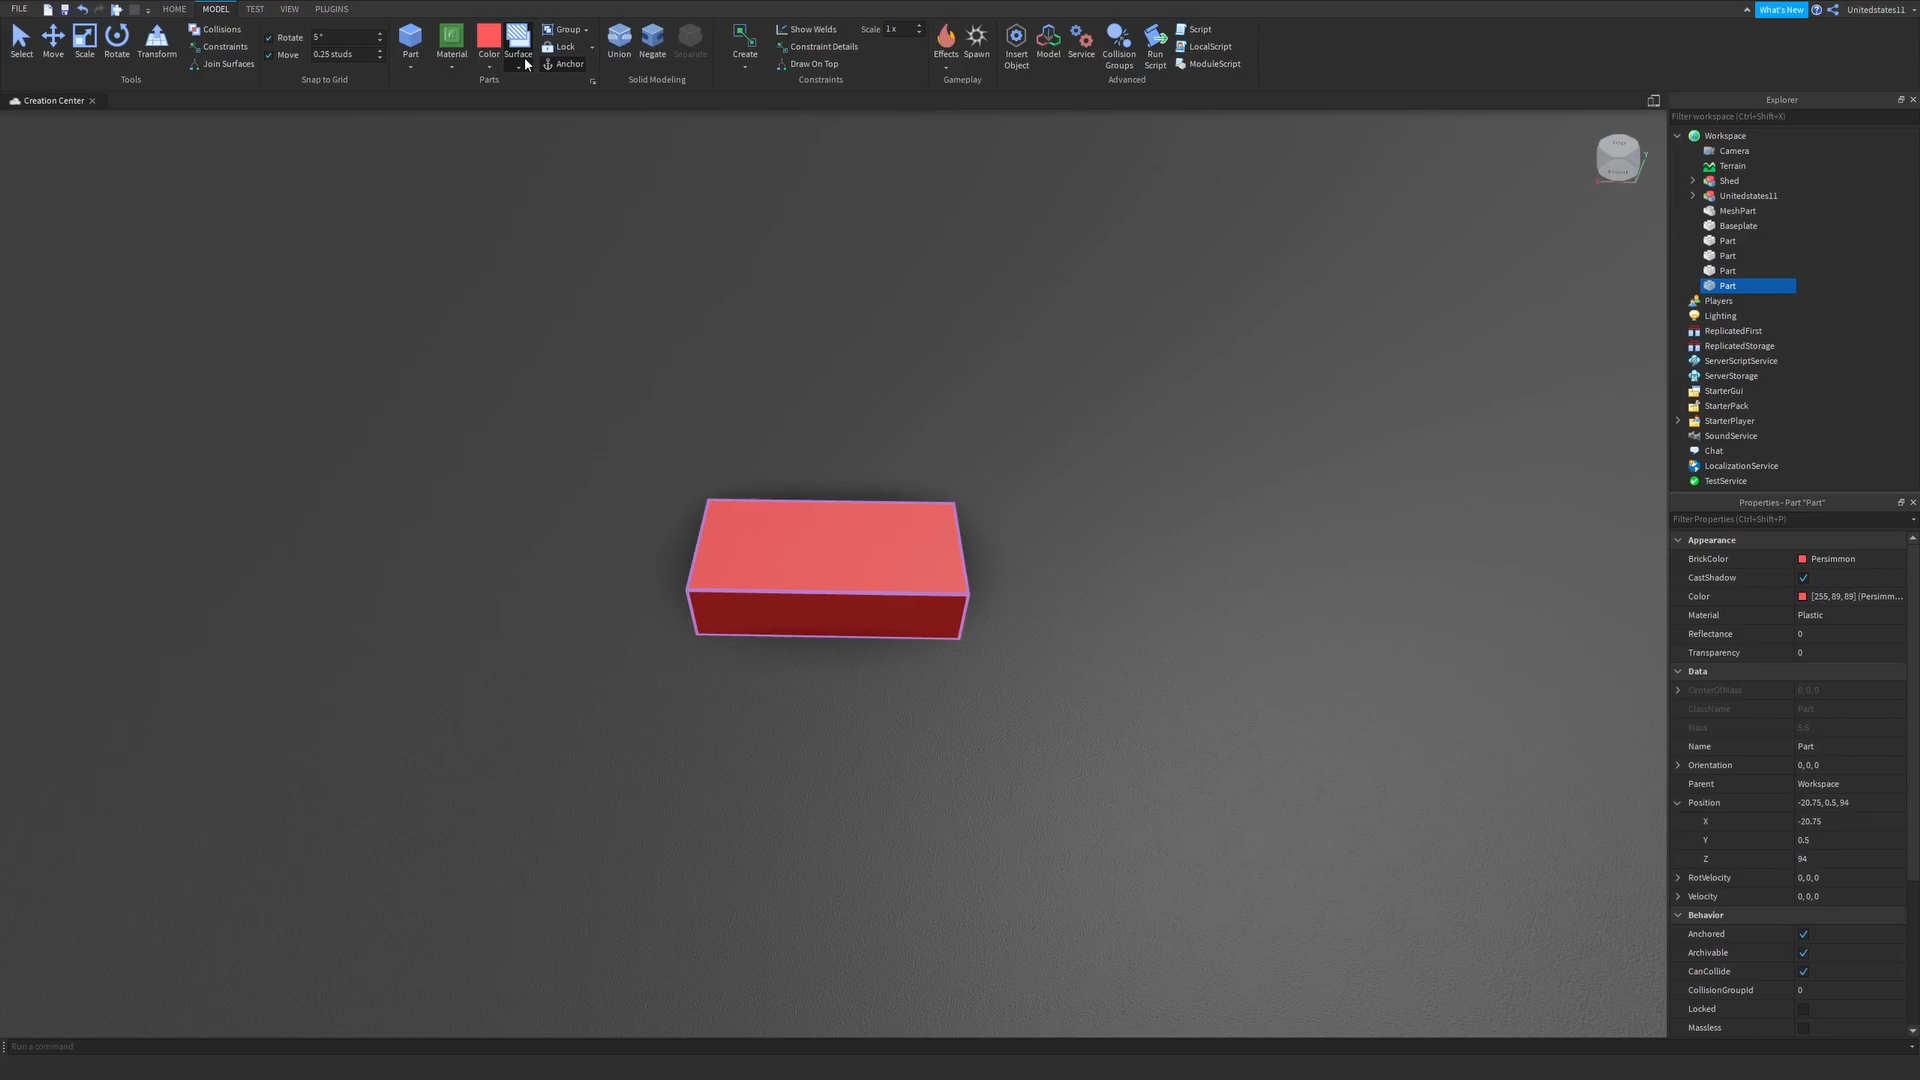 FILE HOME MODEL TEST VIEW PLUGINS What's New Unitedstates11
Select Move Scale Rotate Transform
Collisions
Constraints
Join Surfaces
Tools
Rotate 5°
Move 0.25 studs
Snap to Grid
Part Material Color Surface
Group
Lock
Anchor
Parts
Union Negate Separate
Solid Modeling
Create
Show Welds Scale 1 x
Constraint Details
Draw On Top
Constraints
Effects Spawn
Gameplay
Insert Object Model Service Collision Groups Run Script
Script
LocalScript
ModuleScript
Advanced
Creation Center
Top
Front
Y
Explorer
Filter workspace (Ctrl+Shift+X)
Workspace
Camera
Terrain
Shed
Unitedstates11
MeshPart
Baseplate
Part
Part
Part
Part
Players
Lighting
ReplicatedFirst
ReplicatedStorage
ServerScriptService
ServerStorage
StarterGui
StarterPack
StarterPlayer
SoundService
Chat
LocalizationService
TestService
Properties - Part "Part"
Filter Properties (Ctrl+Shift+P)
Appearance
BrickColor Persimmon
CastShadow
Color [255, 89, 89] (Persimm...
Material Plastic
Reflectance 0
Transparency 0
Data
CenterOfMass 0, 0, 0
ClassName Part
Mass 5.6
Name Part
Orientation 0, 0, 0
Parent Workspace
Position -20.75, 0.5, 94
X -20.75
Y 0.5
Z 94
RotVelocity 0, 0, 0
Velocity 0, 0, 0
Behavior
Anchored
Archivable
CanCollide
CollisionGroupId 0
Locked
Massless
Run a command